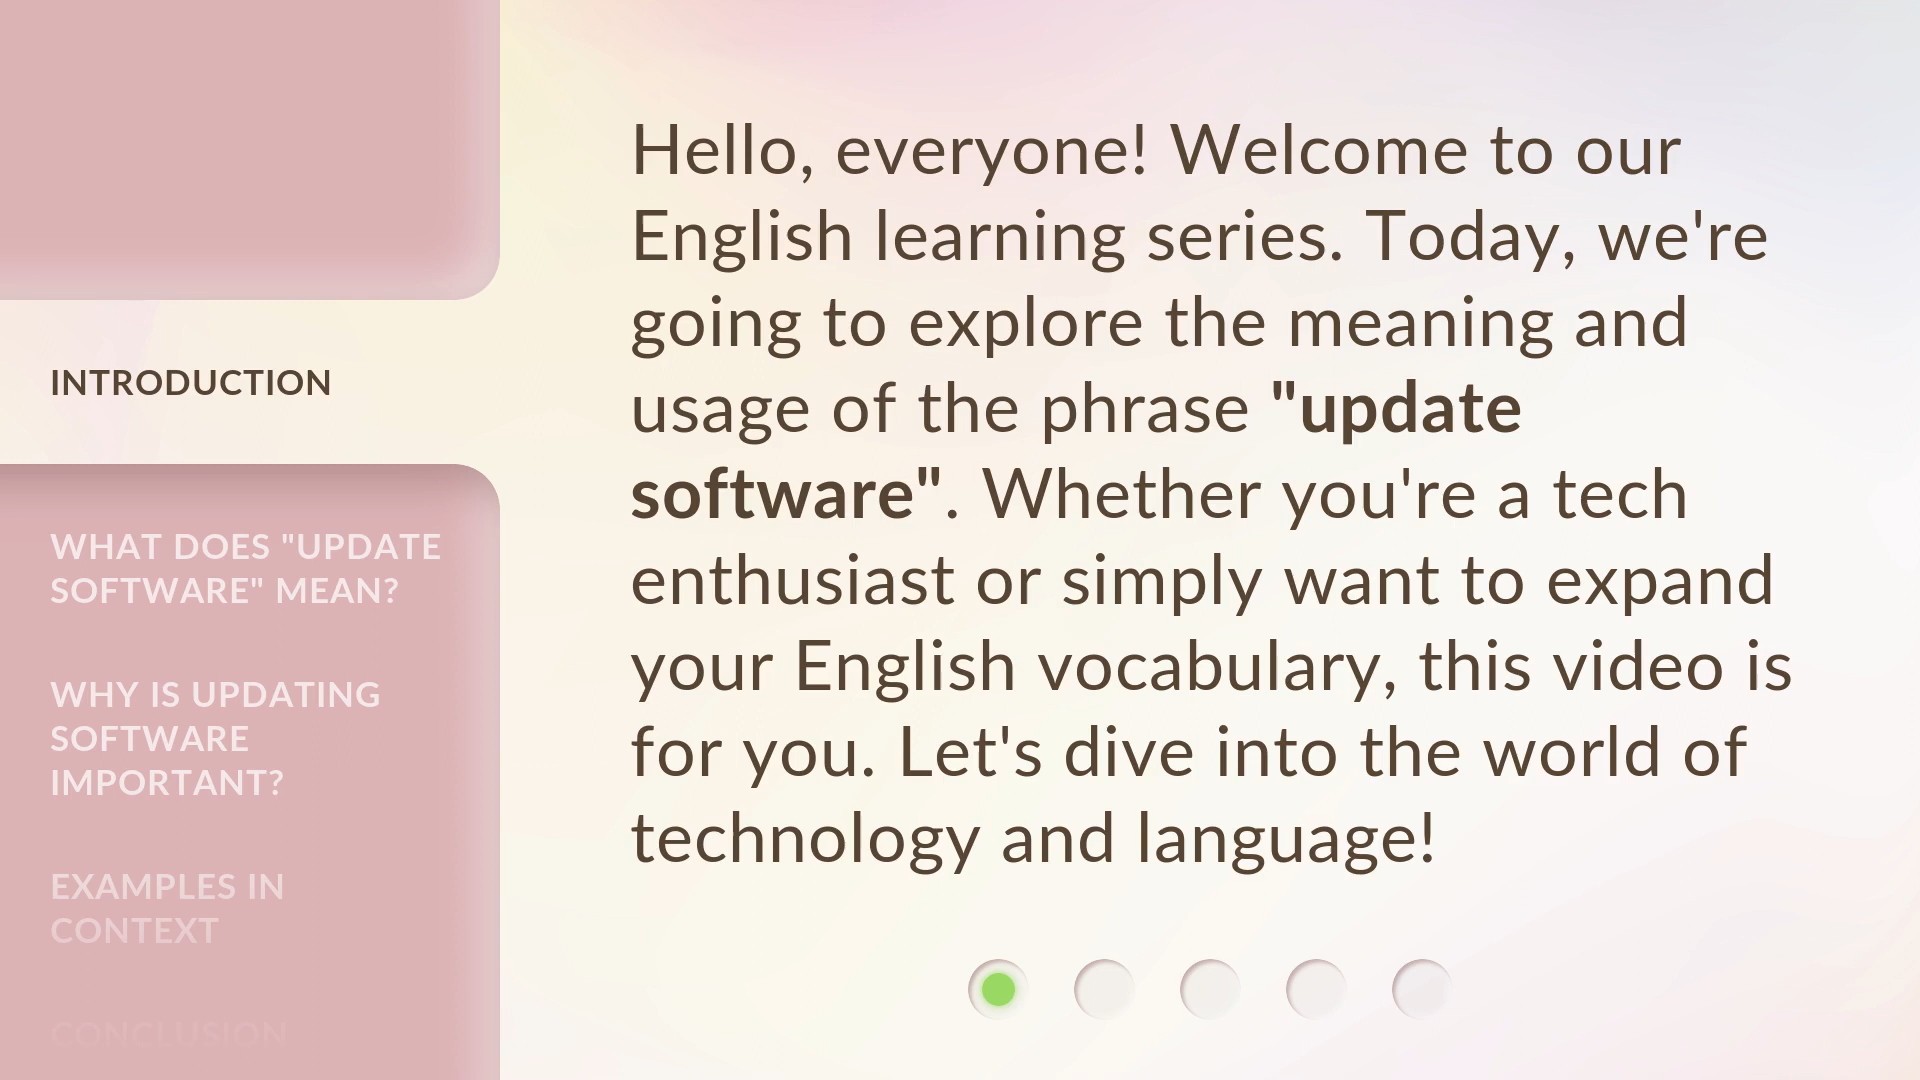 INTRODUCTION
WHAT DOES "UPDATE
SOFTWARE" MEAN?
WHY IS UPDATING
SOFTWARE
IMPORTANT?
EXAMPLES IN
CONTEXT
CONCLUSION
Hello, everyone! Welcome to our
English learning series. Today, we're
going to explore the meaning and
usage of the phrase "update
software". Whether you're a tech
enthusiast or simply want to expand
your English vocabulary, this video is
for you. Let's dive into the world of
technology and language!